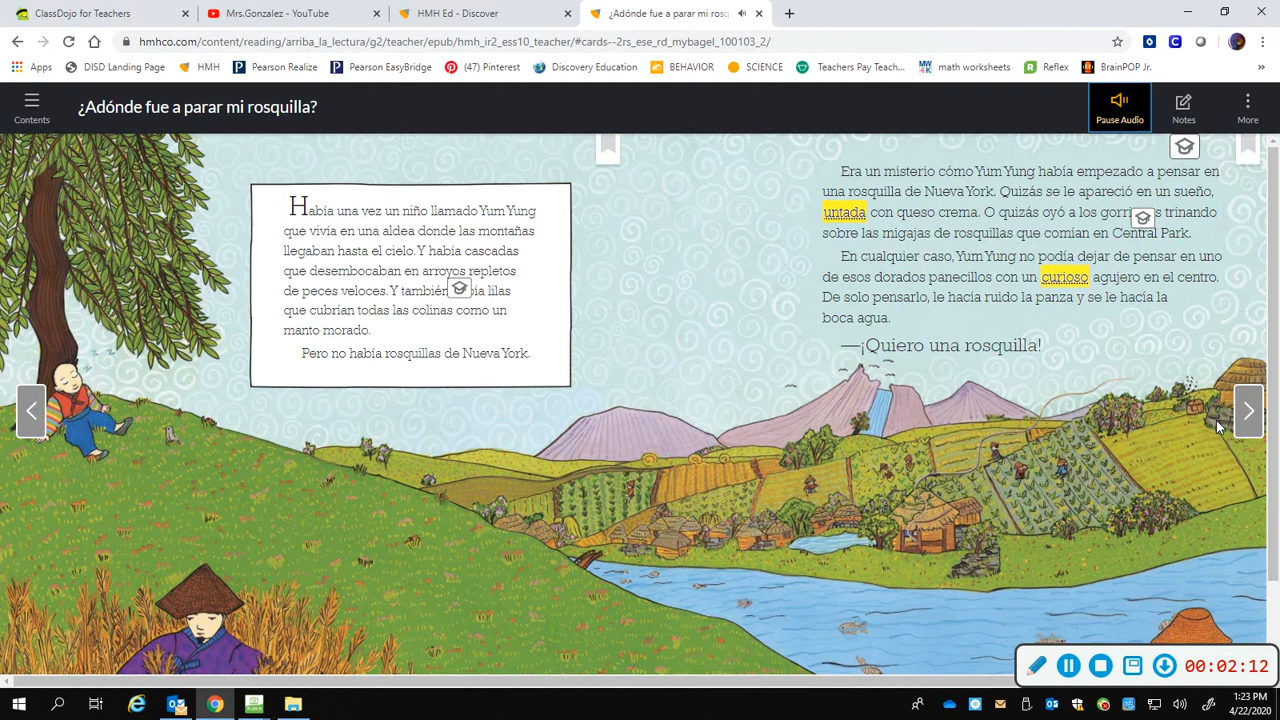 ClassDojo for Teachers
Mrs.Gonzalez - YouTube
HMH Ed - Discover
¿Adónde fue a parar mi rosq
hmhco.com/content/reading/arriba_la_lectura/g2/teacher/epub/hmh_ir2_ess10_teacher/#cards--2rs_ese_rd_mybagel_100103_2/
Apps
DISD Landing Page
HMH
Pearson Realize
Pearson EasyBridge
(47) Pinterest
Discovery Education
BEHAVIOR
SCIENCE
Teachers Pay Teach...
math worksheets
Reflex
BrainPOP Jr.
Contents
¿Adónde fue a parar mi rosquilla?
Pause Audio
Notes
More
Había una vez un niño llamado Yum Yung
que vivía en una aldea donde las montañas
llegaban hasta el cielo. Y había cascadas
que desembocaban en arroyos repletos
de peces veloces. Y también bía lilas
que cubrían todas las colinas como un
manto morado.
Pero no había rosquillas de Nueva York.
Era un misterio cómo Yum Yung había empezado a pensar en
una rosquilla de Nueva York. Quizás se le apareció en un sueño,
untada con queso crema. O quizás oyó a los gorri s trinando
sobre las migajas de rosquillas que comían en Central Park.
En cualquier caso, Yum Yung no podía dejar de pensar en uno
de esos dorados panecillos con un curioso agujero en el centro.
De solo pensarlo, le hacía ruido la panza y se le hacía la
boca agua.
—¡Quiero una rosquilla!
00:02:12
1:23 PM
4/22/2020